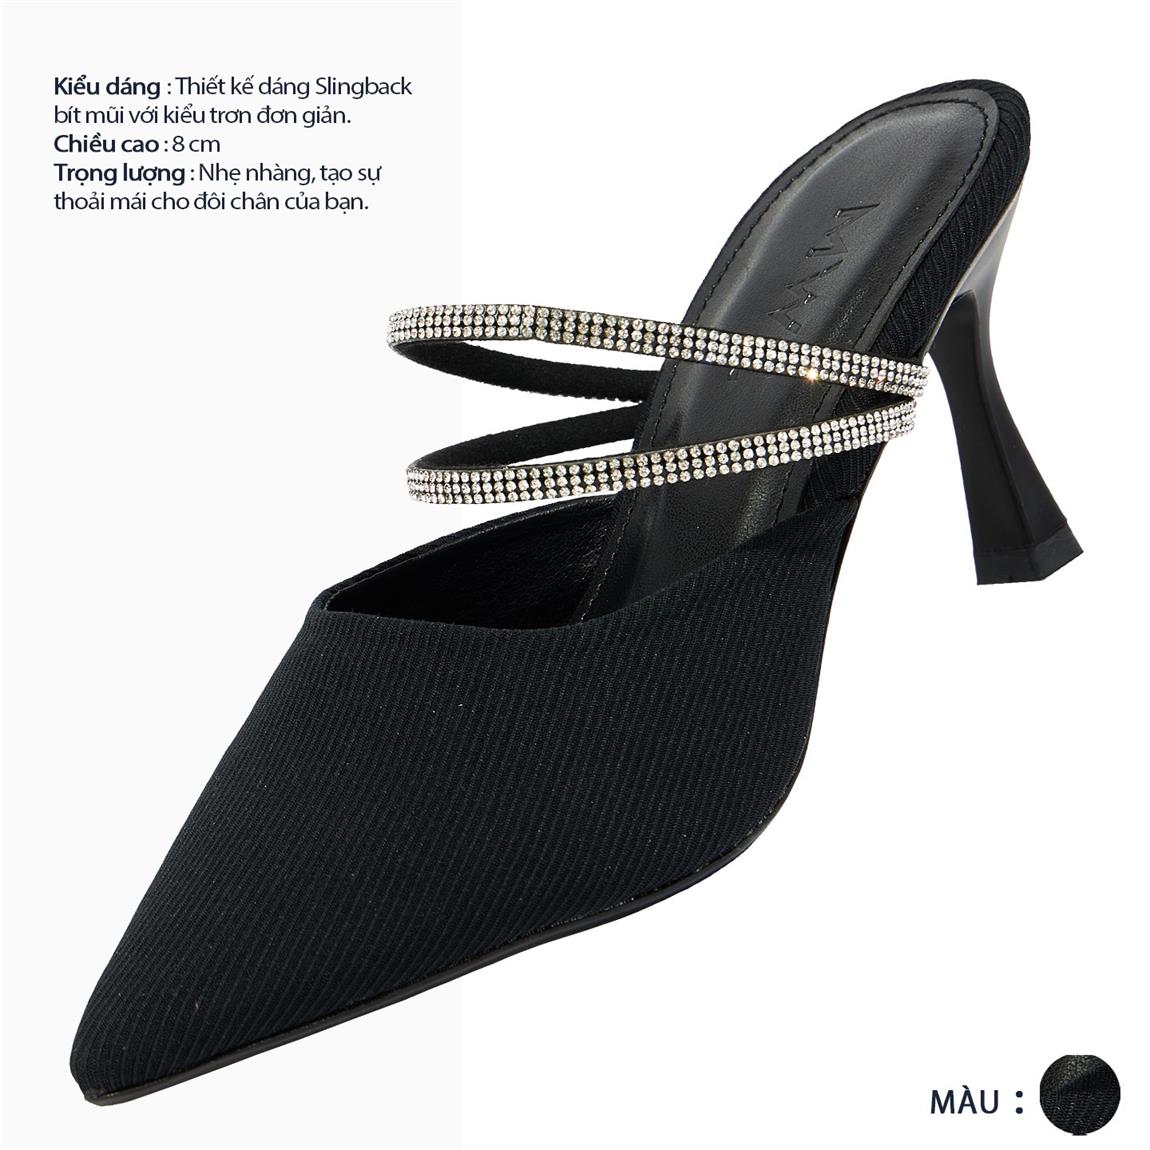 Kiểu dáng : Thiết kế dáng Slingback
bít mũi với kiểu trơn đơn giản.
Chiều cao : 8 cm
Trọng lượng : Nhẹ nhàng, tạo sự
thoải mái cho đôi chân của bạn.
MÀU :